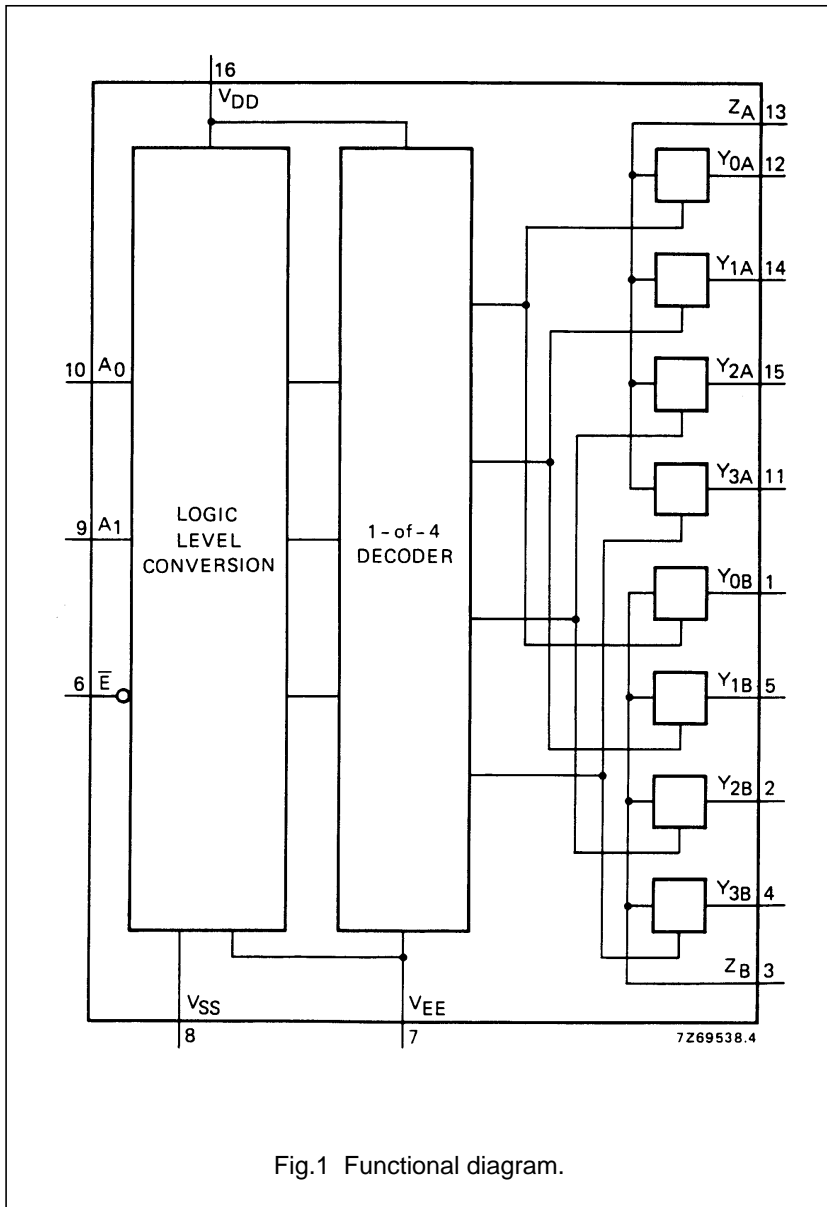 16
VDD
ZA 13
Y0A 12
Y1A 14
Y2A 15
10 A0
Y3A 11
9 A1
LOGIC
LEVEL
CONVERSION
1-of-4
DECODER
Y0B 1
6 E̅
Y1B 5
Y2B 2
Y3B 4
ZB 3
VSS
8
VEE
7
7Z69538.4
Fig.1 Functional diagram.